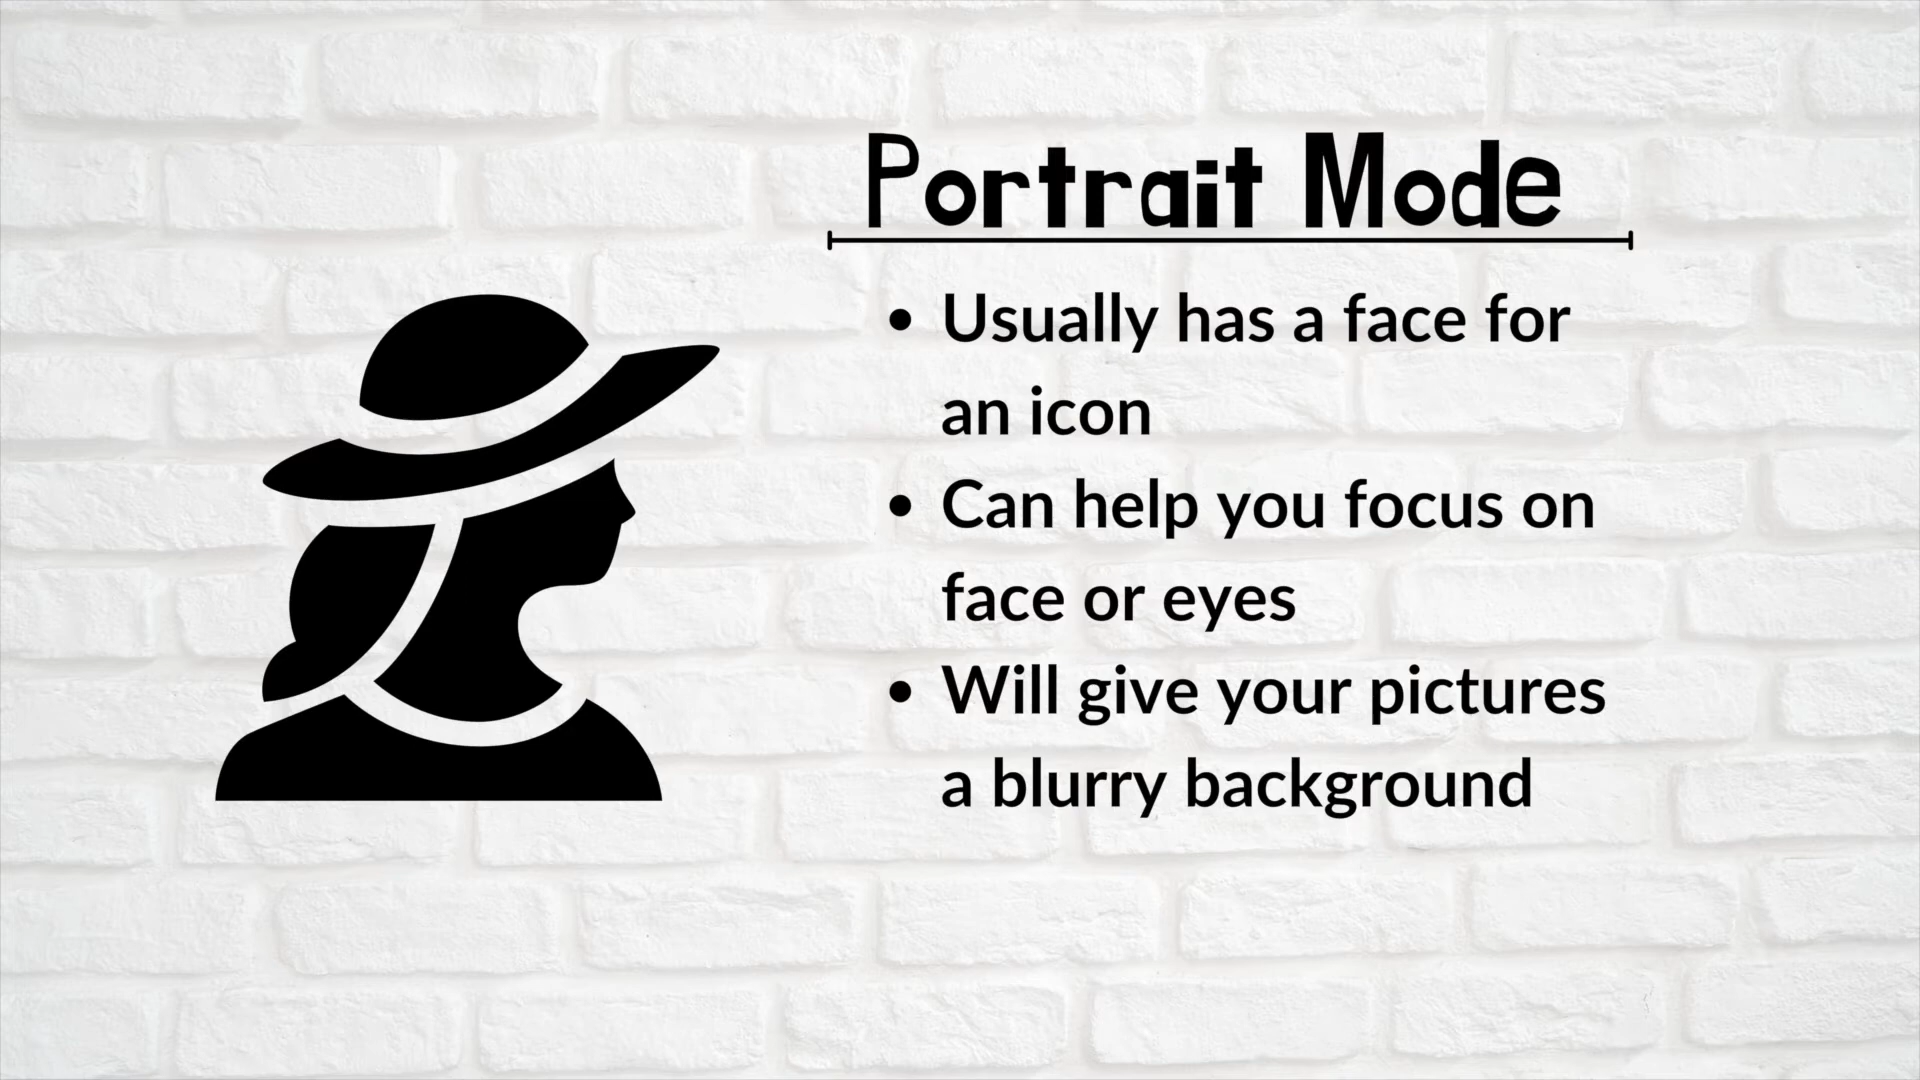 Portrait Mode
• Usually has a face for
an icon
• Can help you focus on
face or eyes
• Will give your pictures
a blurry background